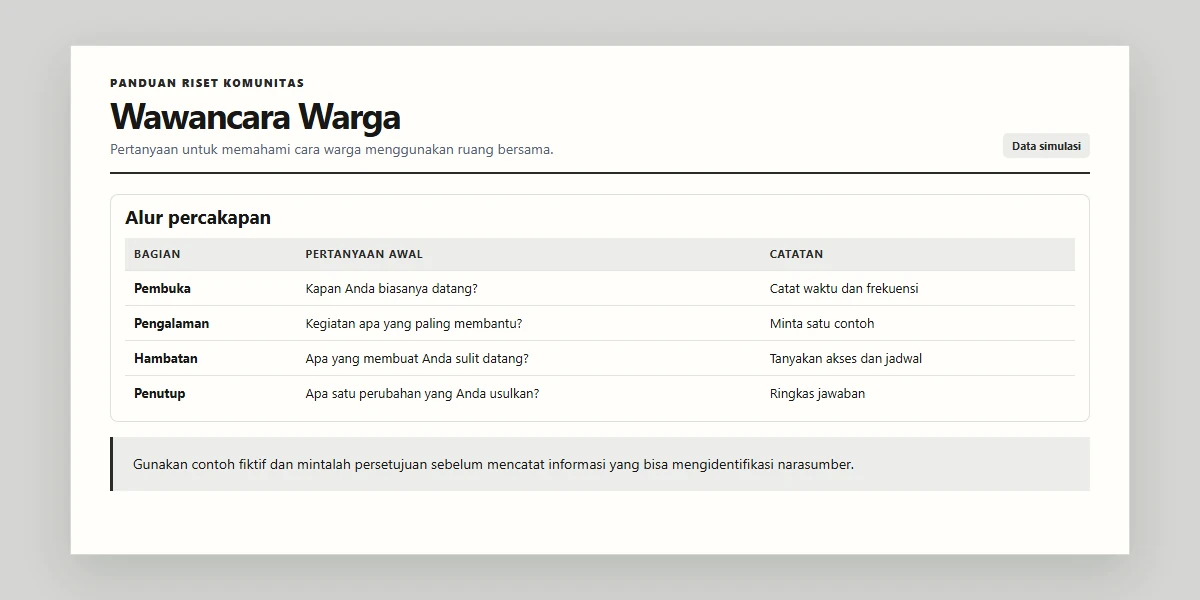 PANDUAN RISET KOMUNITAS
Wawancara Warga
Pertanyaan untuk memahami cara warga menggunakan ruang bersama.
Data simulasi
Alur percakapan
BAGIAN PERTANYAAN AWAL CATATAN
Pembuka Kapan Anda biasanya datang? Catat waktu dan frekuensi
Pengalaman Kegiatan apa yang paling membantu? Minta satu contoh
Hambatan Apa yang membuat Anda sulit datang? Tanyakan akses dan jadwal
Penutup Apa satu perubahan yang Anda usulkan? Ringkas jawaban
Gunakan contoh fiktif dan mintalah persetujuan sebelum mencatat informasi yang bisa mengidentifikasi narasumber.